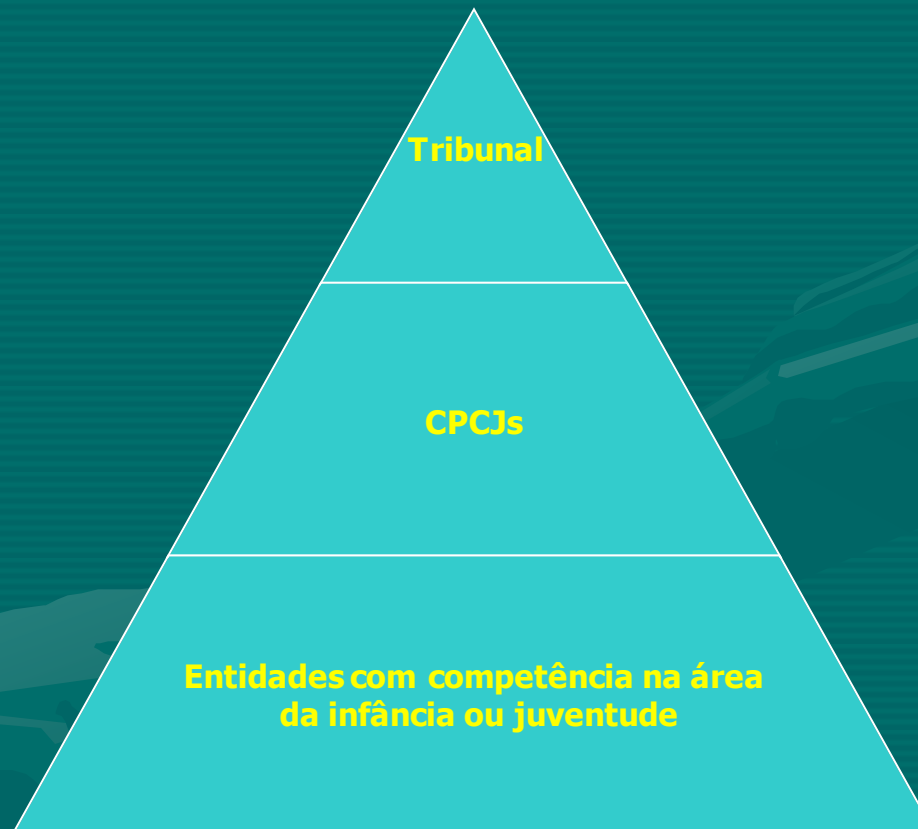 Tribunal
CPCJs
Entidades com competência na área
da infância ou juventude